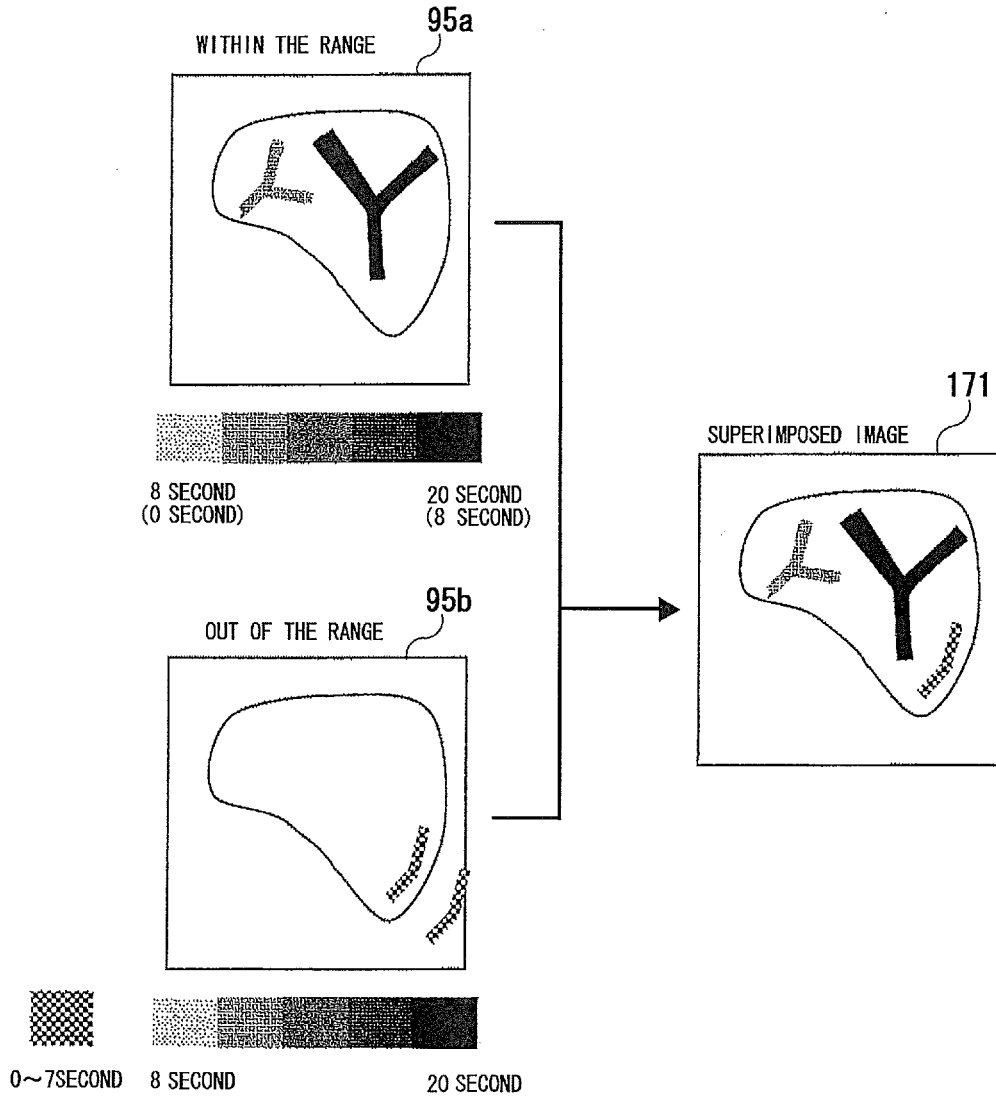 95a
WITHIN THE RANGE
8 SECOND
(0 SECOND)
20 SECOND
(8 SECOND)
171
SUPERIMPOSED IMAGE
95b
OUT OF THE RANGE
0~7SECOND
8 SECOND
20 SECOND